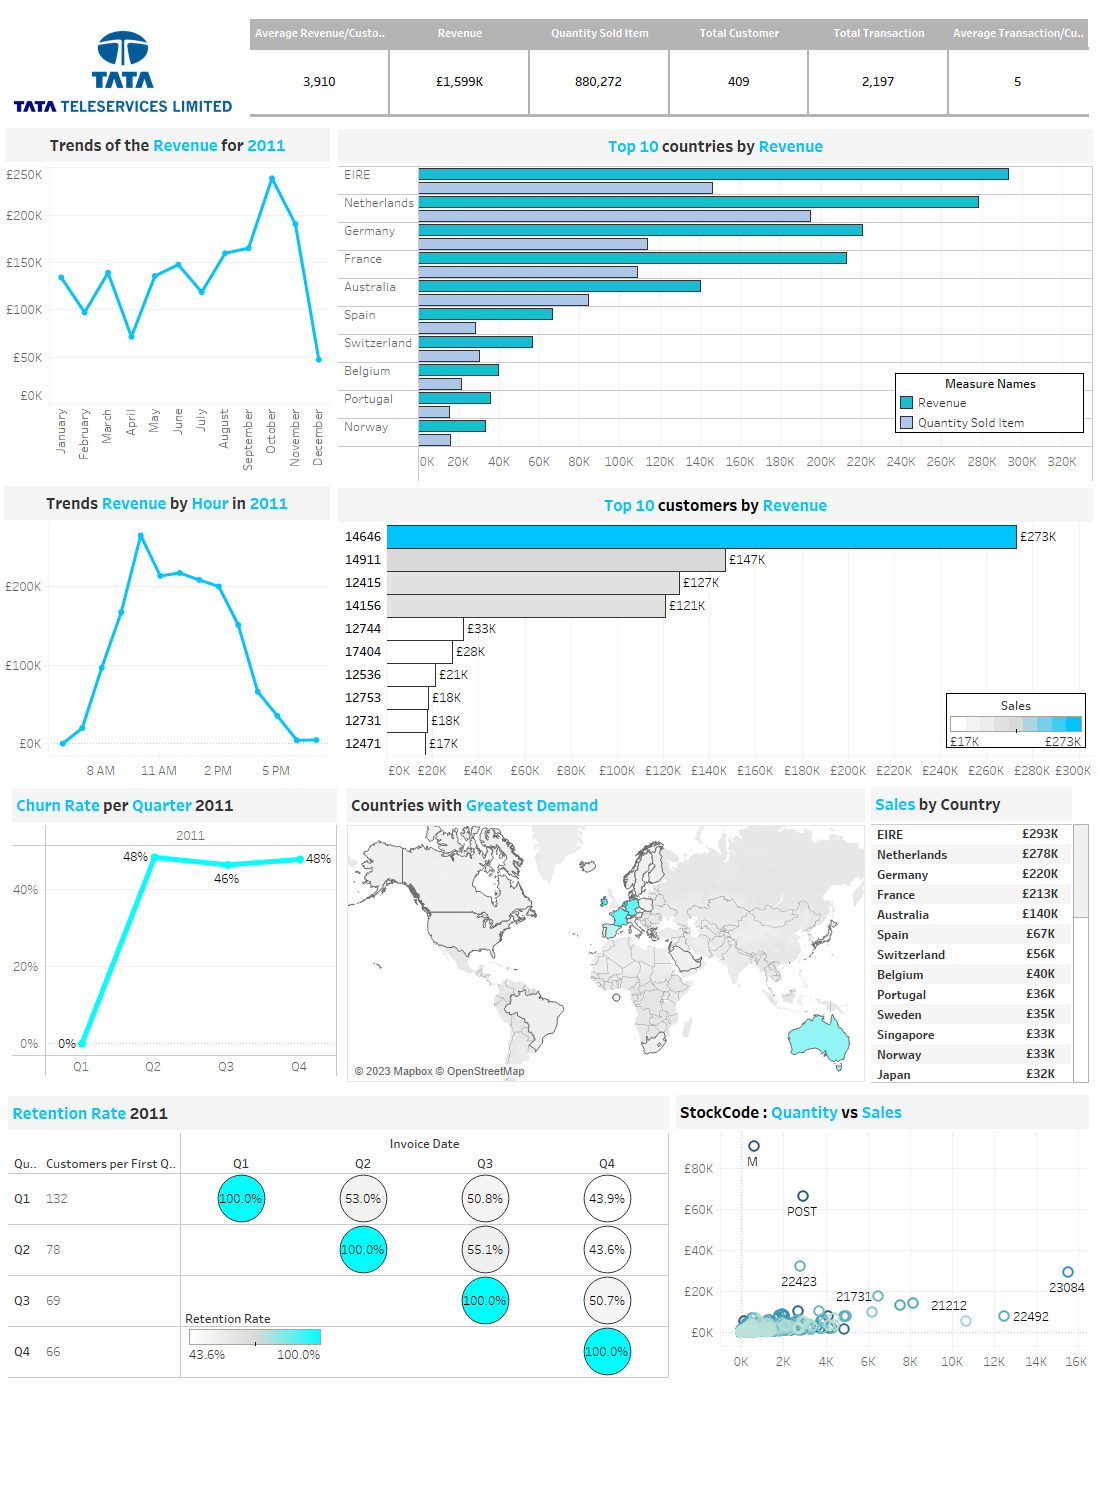 TATA
TATA TELESERVICES LIMITED
Average Revenue/Custo.. Revenue Quantity Sold Item Total Customer Total Transaction Average Transaction/Cu..
3,910 £1,599K 880,272 409 2,197 5
Trends of the Revenue for 2011
£250K
£200K
£150K
£100K
£50K
£0K
January February March April May June July August September October November December
Top 10 countries by Revenue
EIRE
Netherlands
Germany
France
Australia
Spain
Switzerland
Belgium
Portugal
Norway
Measure Names
Revenue
Quantity Sold Item
0K 20K 40K 60K 80K 100K 120K 140K 160K 180K 200K 220K 240K 260K 280K 300K 320K
Trends Revenue by Hour in 2011
£200K
£100K
£0K
8 AM 11 AM 2 PM 5 PM
Top 10 customers by Revenue
14646 £273K
14911 £147K
12415 £127K
14156 £121K
12744 £33K
17404 £28K
12536 £21K
12753 £18K
12731 £18K
12471 £17K
Sales
£17K £273K
£0K £20K £40K £60K £80K £100K £120K £140K £160K £180K £200K £220K £240K £260K £280K £300K
Churn Rate per Quarter 2011
2011
48% 46% 48%
40%
20%
0% 0%
Q1 Q2 Q3 Q4
Countries with Greatest Demand
© 2023 Mapbox © OpenStreetMap
Sales by Country
EIRE £293K
Netherlands £278K
Germany £220K
France £213K
Australia £140K
Spain £67K
Switzerland £56K
Belgium £40K
Portugal £36K
Sweden £35K
Singapore £33K
Norway £33K
Japan £32K
Retention Rate 2011
Invoice Date
Qu.. Customers per First Q.. Q1 Q2 Q3 Q4
Q1 132 100.0% 53.0% 50.8% 43.9%
Q2 78 100.0% 55.1% 43.6%
Q3 69 100.0% 50.7%
Q4 66 100.0%
Retention Rate
43.6% 100.0%
StockCode : Quantity vs Sales
£80K
£60K
£40K
£20K
£0K
M
POST
22423
21731
21212
23084
22492
0K 2K 4K 6K 8K 10K 12K 14K 16K